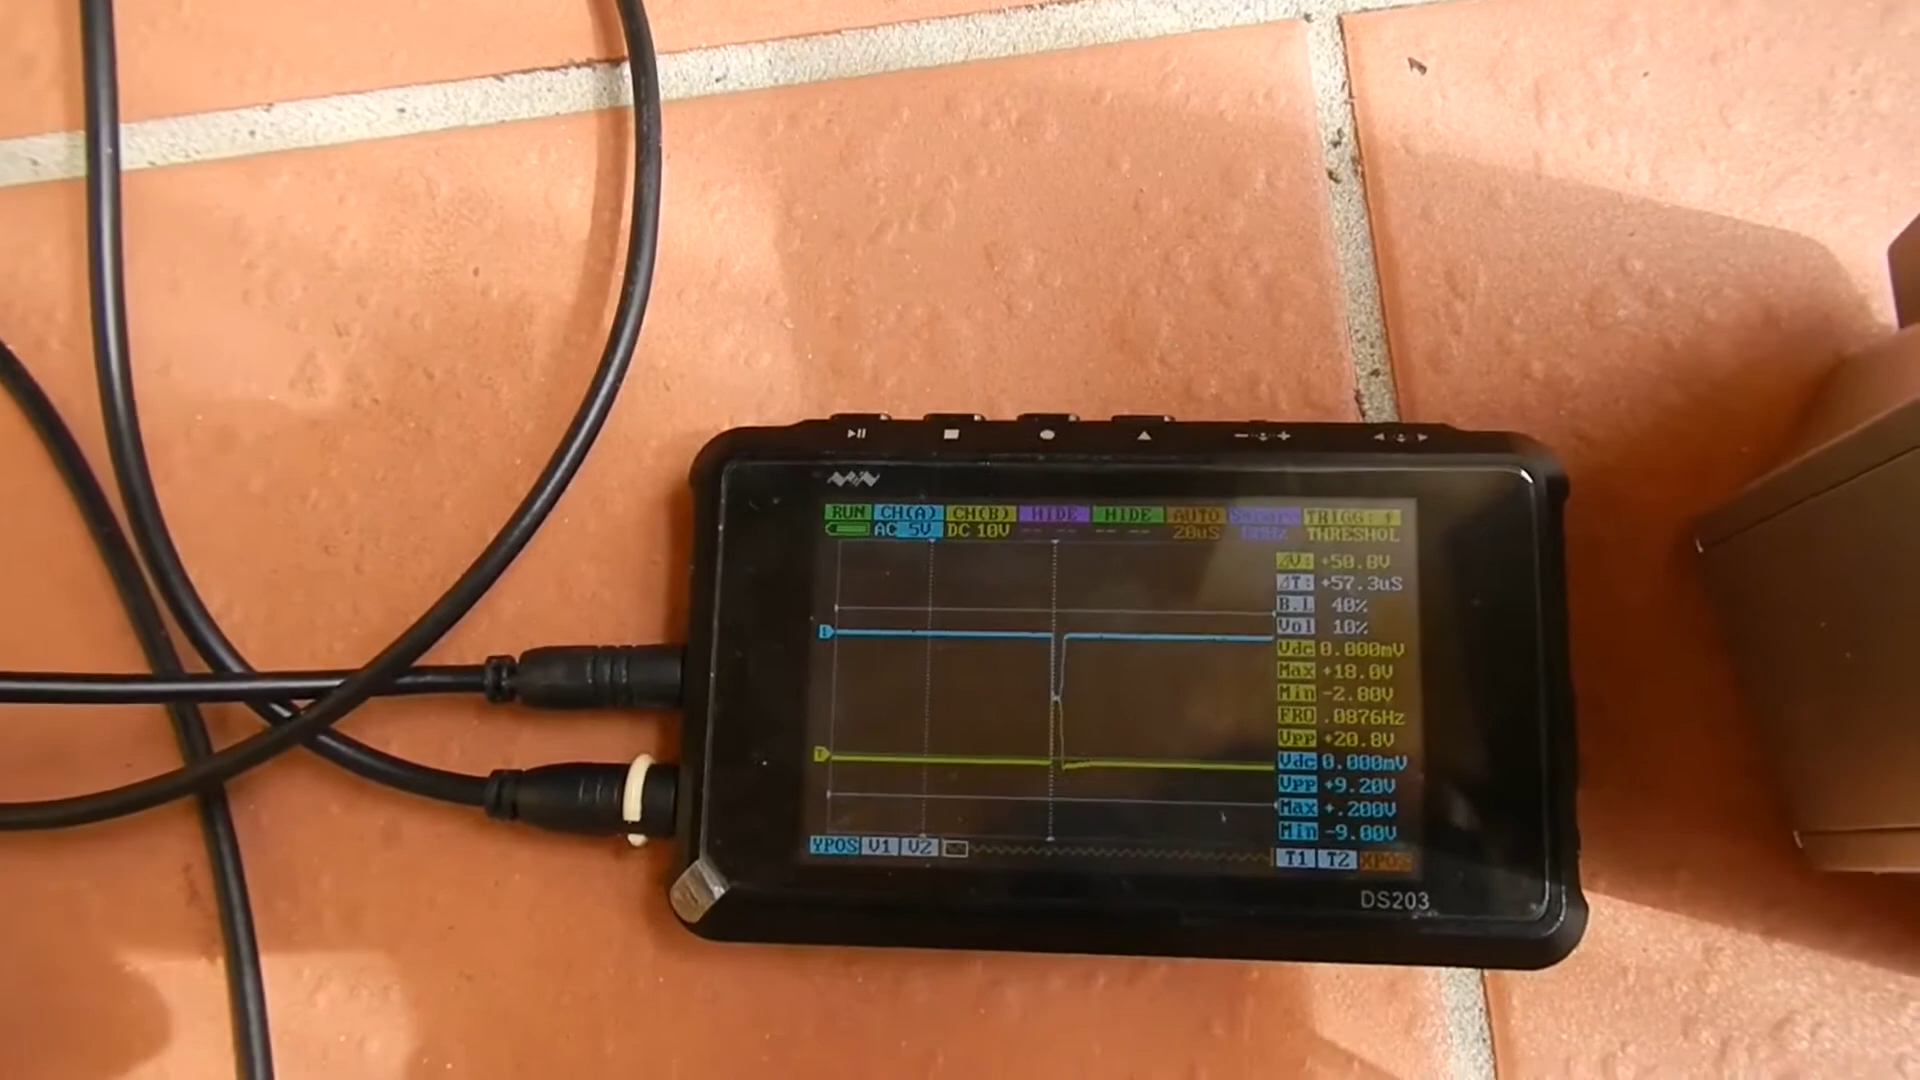 RUN CH(A) CH(B) HIDE HIDE AUTO TRIGG:
AC 5V DC 10V -- -- -- -- 20uS THRESHOL
ΔV: +50.8V
ΔT: +57.3uS
B.L 40%
Vol 10%
Vdc 0.000mV
Max +18.0V
Min -2.80V
FRQ .0876Hz
Vpp +20.8V
Vdc 0.000mV
Vpp +9.20V
Max +.200V
Min -9.00V
YPOS V1 V2 T1 T2 XPOS
DS203